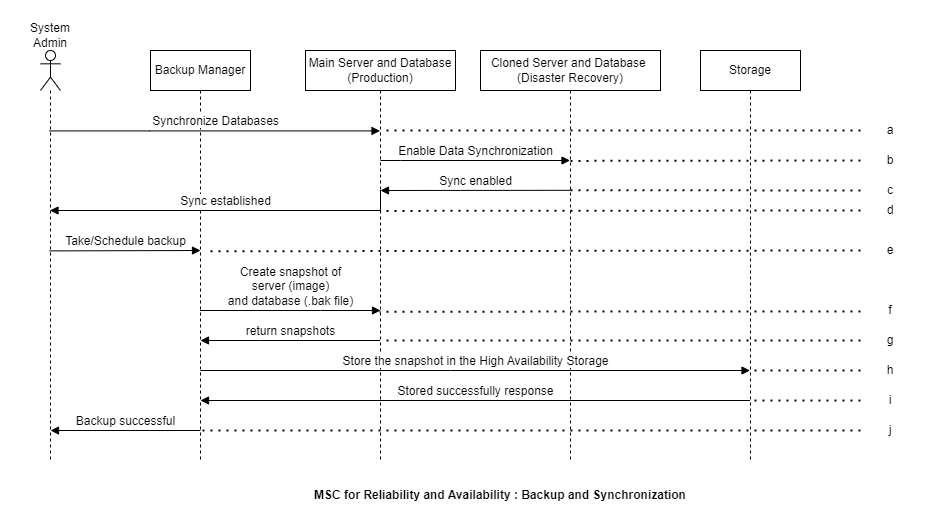 System
Admin
Backup Manager
Main Server and Database
(Production)
Cloned Server and Database
(Disaster Recovery)
Storage
Synchronize Databases
a
Enable Data Synchronization
b
Sync enabled
c
Sync established
d
Take/Schedule backup
e
Create snapshot of
server (image)
and database (.bak file)
f
return snapshots
g
Store the snapshot in the High Availability Storage
h
Stored successfully response
i
Backup successful
j
MSC for Reliability and Availability : Backup and Synchronization